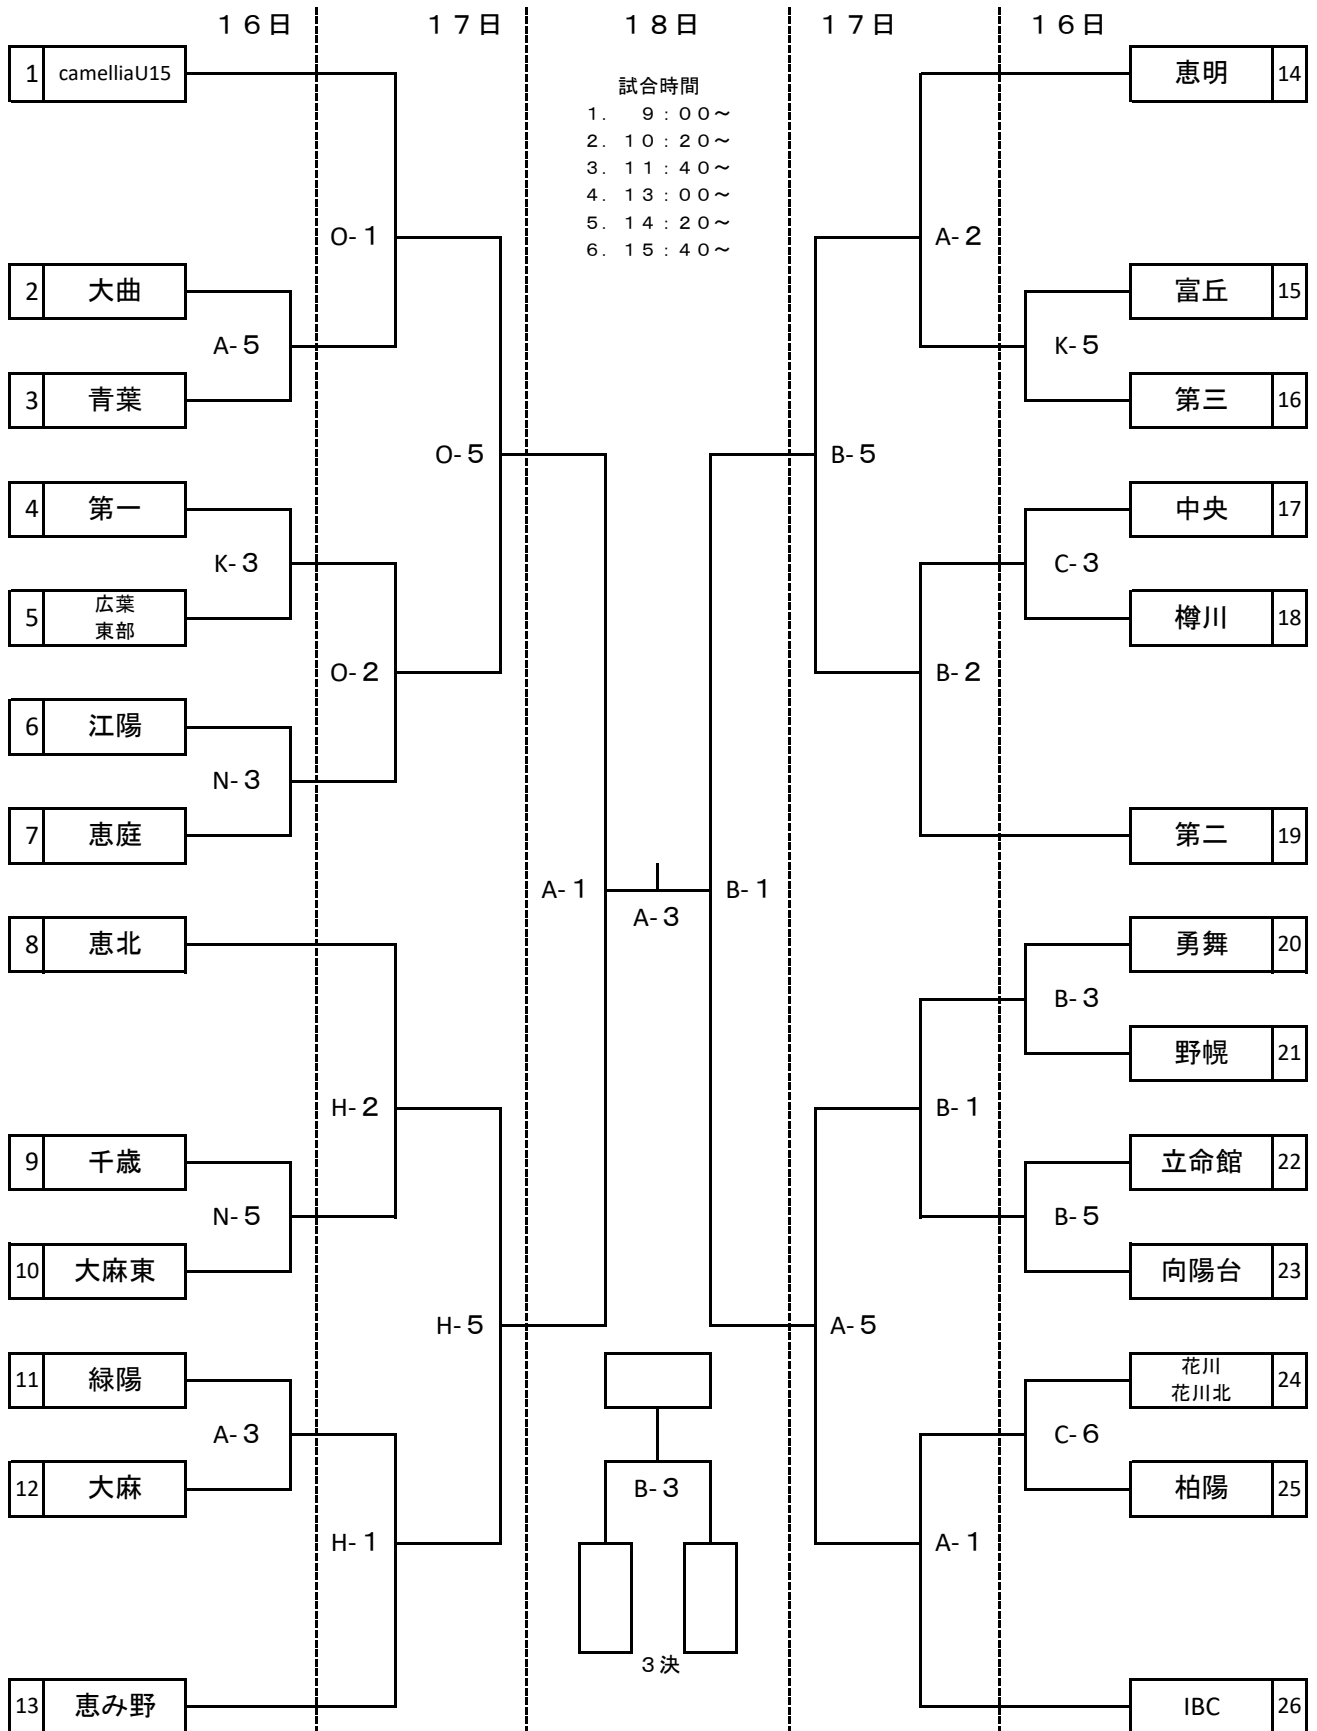 １６日 １７日 １８日 １７日 １６日
1 camelliaU15
恵明 14
試合時間
１． ９：００～
２．１０：２０～
３．１１：４０～
４．１３：００～
５．１４：２０～
６．１５：４０～
O-１
A-２
2 大曲
富丘 15
A-５
K-５
3 青葉
第三 16
O-５
B-５
4 第一
中央 17
K-３
C-３
5 広葉
東部
樽川 18
O-２
B-２
6 江陽
N-３
7 恵庭
第二 19
A-１
A-３
B-１
8 恵北
勇舞 20
B-３
野幌 21
H-２
B-１
9 千歳
立命館 22
N-５
B-５
10 大麻東
向陽台 23
H-５
A-５
11 緑陽
花川
花川北 24
A-３
C-６
12 大麻
B-３
柏陽 25
H-１
A-１
３決
13 恵み野
IBC 26